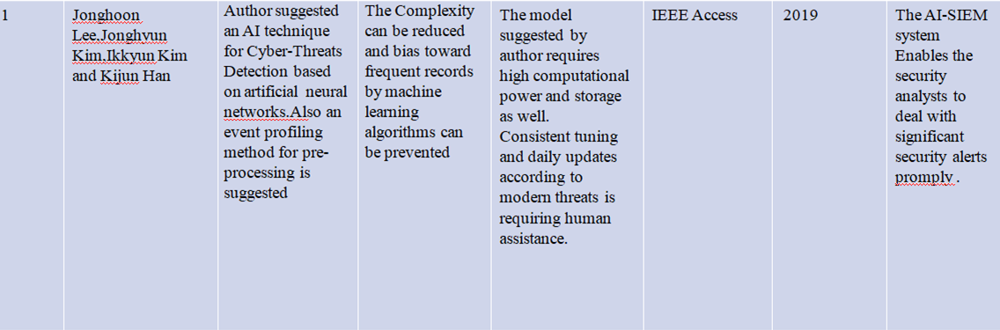 1
Jonghoon
Lee,Jonghyun
Kim,Ikkyun Kim
and Kijun Han
Author suggested
an AI technique
for Cyber-Threats
Detection based
on artificial neural
networks.Also an
event profiling
method for pre-
processing is
suggested
The Complexity
can be reduced
and bias toward
frequent records
by machine
learning
algorithms can
be prevented
The model
suggested by
author requires
high computational
power and storage
as well.
Consistent tuning
and daily updates
according to
modern threats is
requiring human
assistance.
IEEE Access
2019
The AI-SIEM
system
Enables the
security
analysts to
deal with
significant
security alerts
promply .